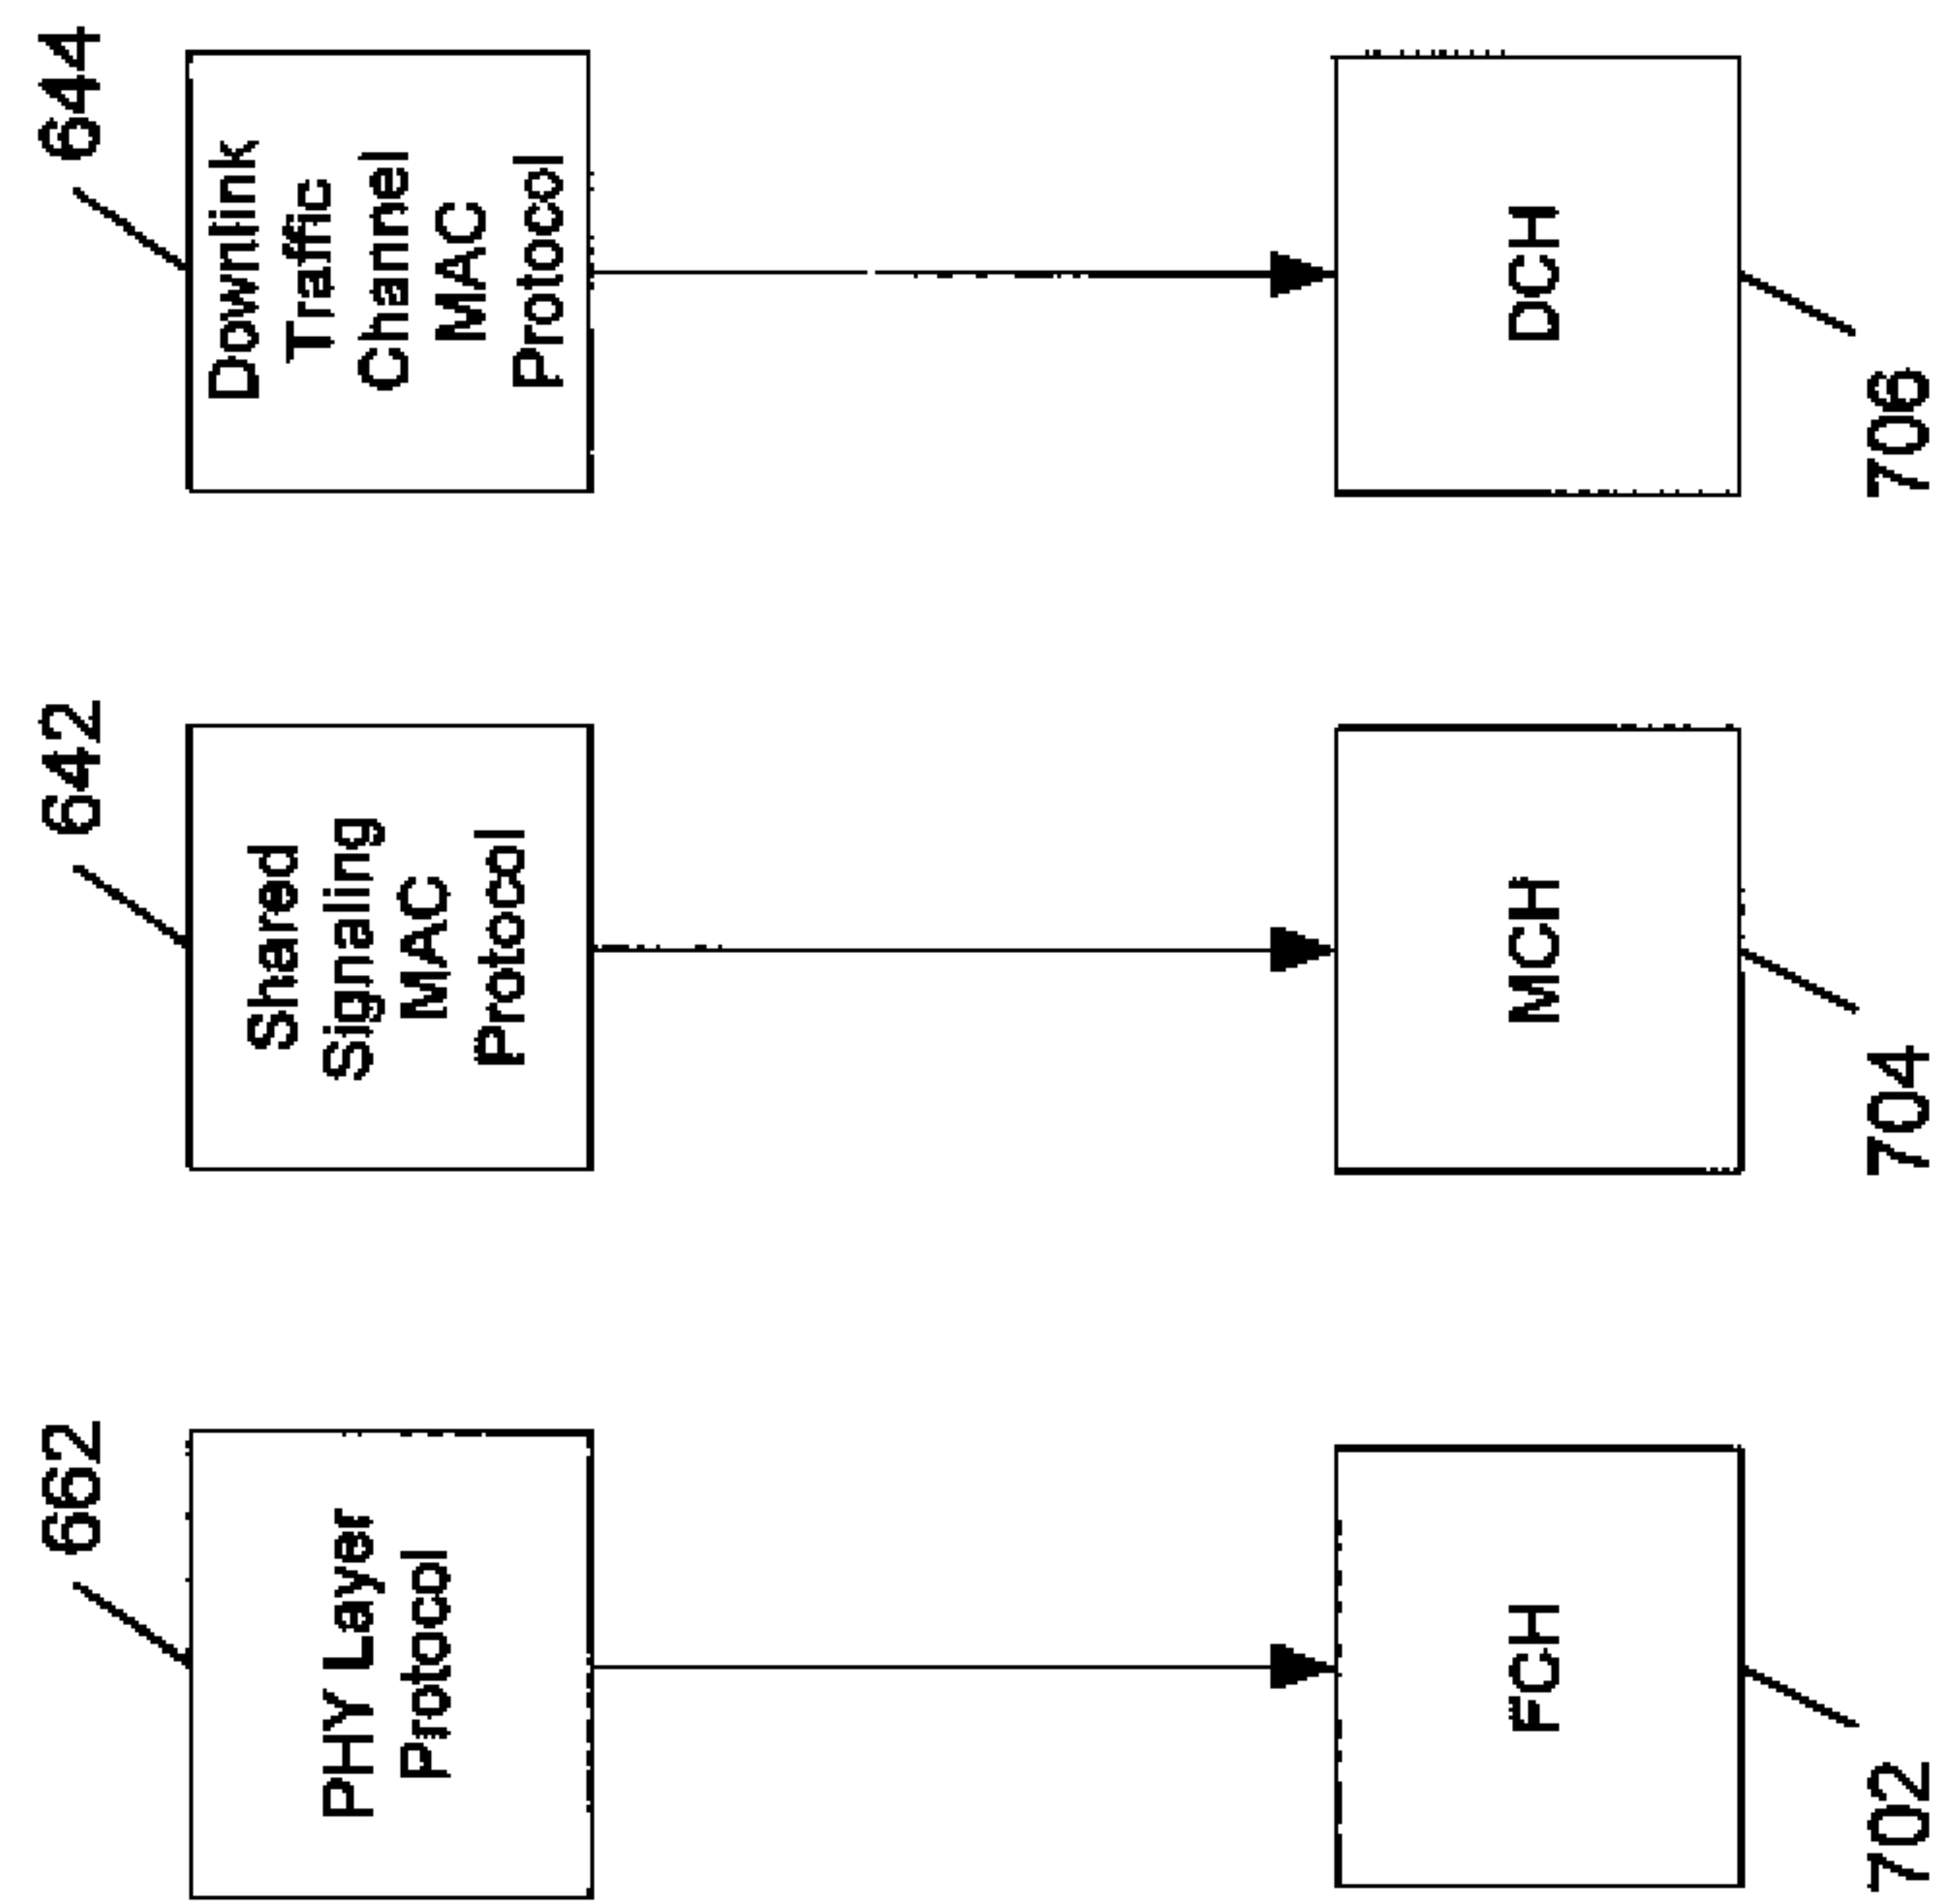 662
642
644
PHY Layer
Protocol
Shared
Signaling
MAC
Protocol
Downlink
Traffic
Channel
MAC
Protocol
FCH
MCH
DCH
702
704
706